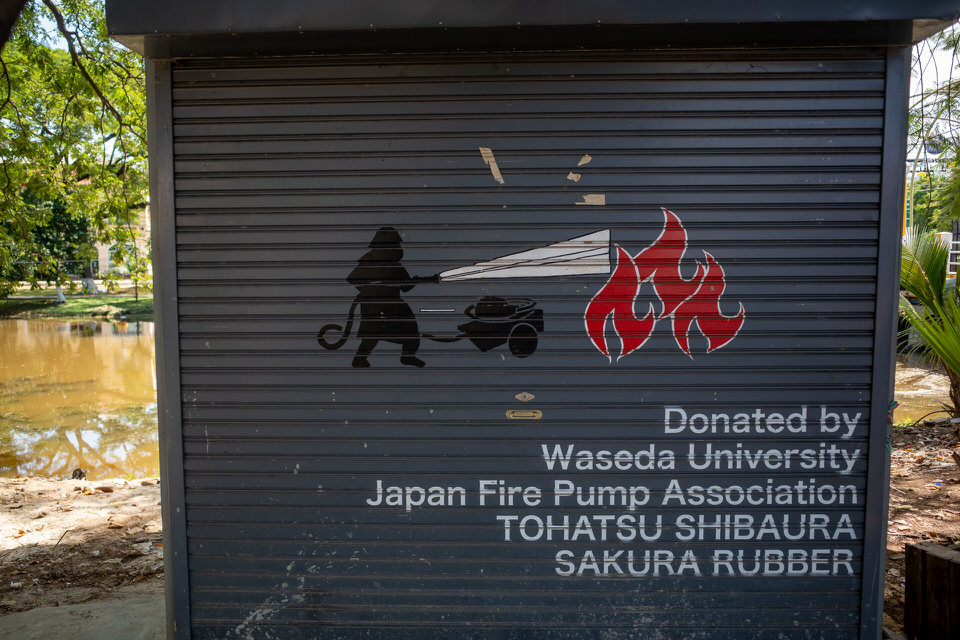 Donated by
Waseda University
Japan Fire Pump Association
TOHATSU SHIBAURA
SAKURA RUBBER